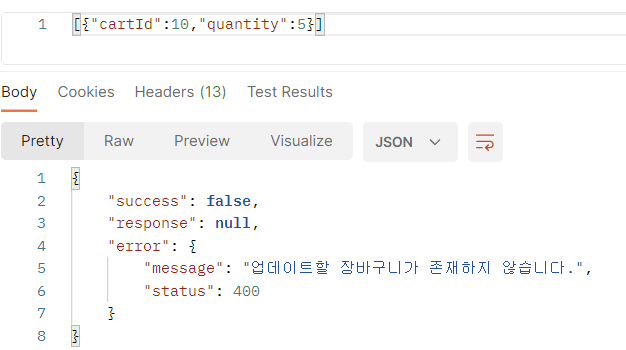 1 [{"cartId":10,"quantity":5}]
Body Cookies Headers (13) Test Results
Pretty Raw Preview Visualize JSON
1 {
2 "success": false,
3 "response": null,
4 "error": {
5 "message": "업데이트할 장바구니가 존재하지 않습니다.",
6 "status": 400
7 }
8 }